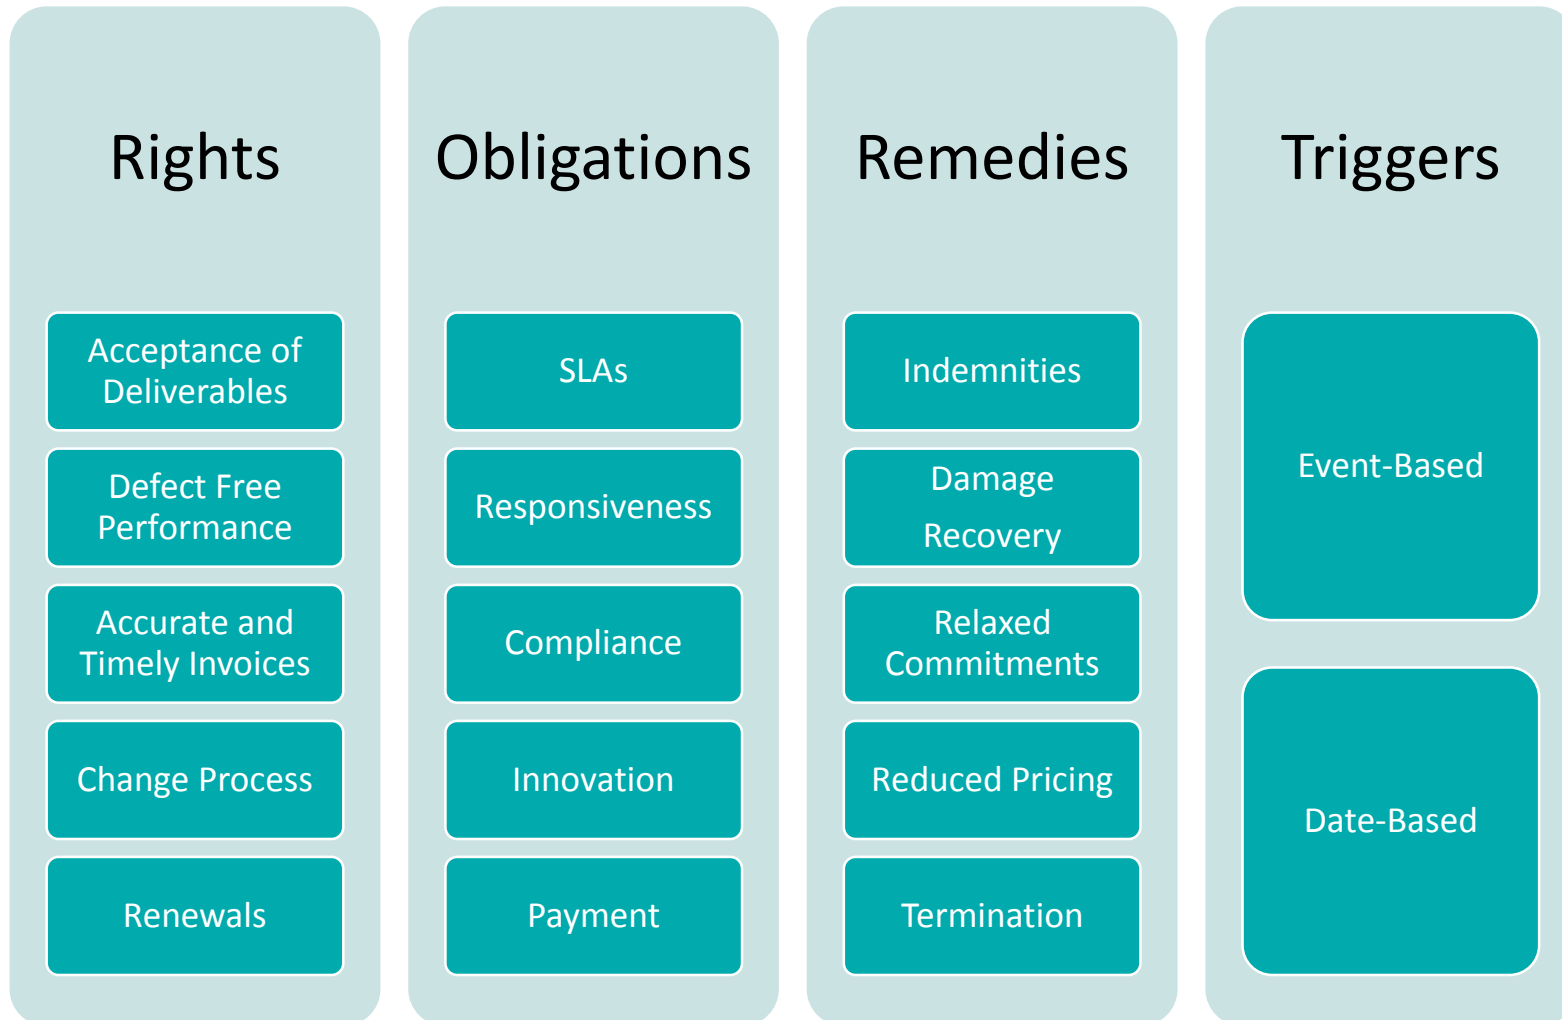 Rights
Acceptance of
Deliverables
Defect Free
Performance
Accurate and
Timely Invoices
Change Process
Renewals
Obligations
SLAs
Responsiveness
Compliance
Innovation
Payment
Remedies
Indemnities
Damage
Recovery
Relaxed
Commitments
Reduced Pricing
Termination
Triggers
Event-Based
Date-Based